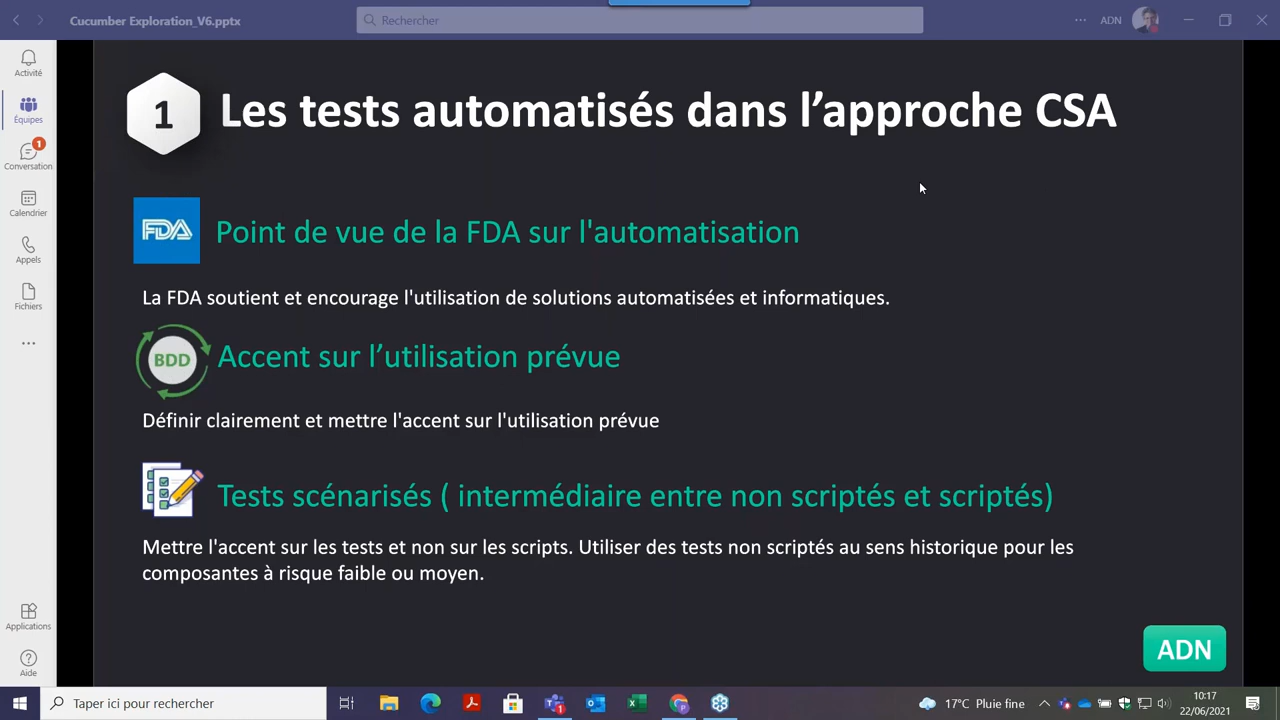 Cucumber Exploration_V6.pptx
Rechercher
ADN
Activité
Équipes
1
Conversation
Calendrier
Appels
Fichiers
Applications
Aide
1
Les tests automatisés dans l’approche CSA
FDA
Point de vue de la FDA sur l'automatisation
La FDA soutient et encourage l'utilisation de solutions automatisées et informatiques.
BDD
Accent sur l’utilisation prévue
Définir clairement et mettre l'accent sur l'utilisation prévue
Tests scénarisés ( intermédiaire entre non scriptés et scriptés)
Mettre l'accent sur les tests et non sur les scripts. Utiliser des tests non scriptés au sens historique pour les
composantes à risque faible ou moyen.
ADN
Taper ici pour rechercher
17°C Pluie fine
10:17
22/06/2021